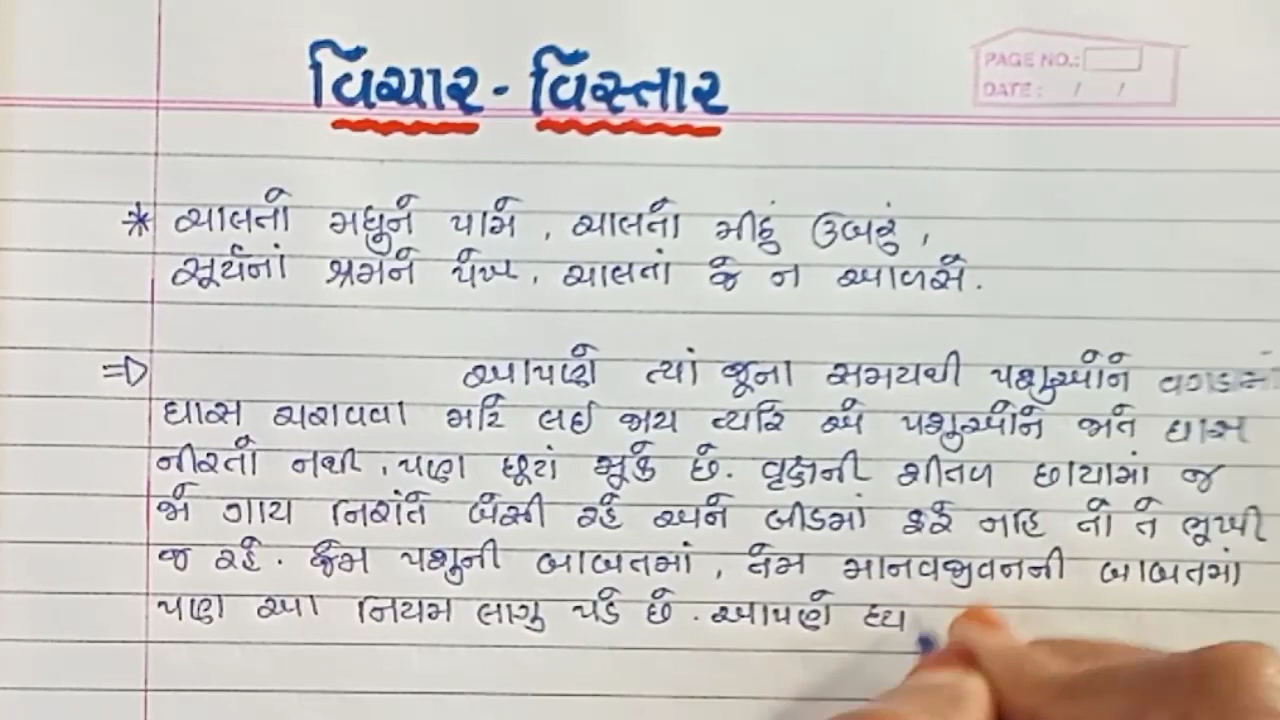 વિચાર - વિસ્તાર
PAGE NO.:
DATE : / /
* ચાલતો મધુને પામે , ચાલતો મીઠું ઉબરું ,
સૂર્યનાં શ્રમને પેખ , ચાલતાં જે ન આળસે .
⇒ આપણે ત્યાં જૂના સમયથી પશુઓને વગડામાં
ઘાસ ચરાવવા માટે લઈ જાય ત્યારે એ પશુઓને જાતે ઘાસ
નીરતો નથી , પણ છૂટાં મૂકે છે . વૃક્ષની શીતળ છાયામાં જ
જો ગાય નિરાંતે બેસી રહે અને બીડમાં ફરે નહિ તો તે ભૂખી
જ રહે . જેમ પશુની બાબતમાં , તેમ માનવજીવનની બાબતમાં
પણ આ નિયમ લાગુ પડે છે . આપણે ધ્ય